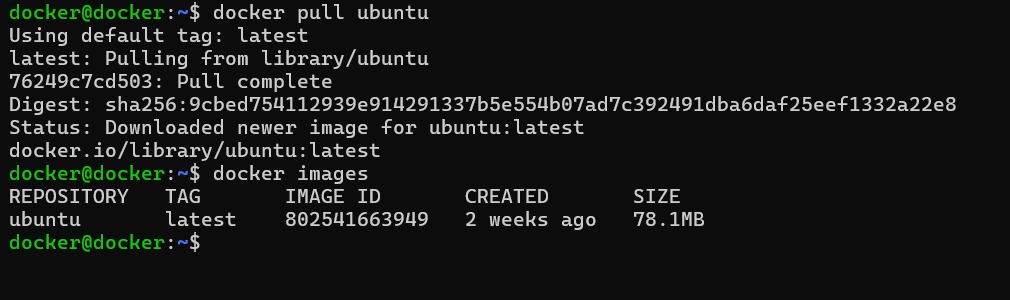 docker@docker:~$ docker pull ubuntu
Using default tag: latest
latest: Pulling from library/ubuntu
76249c7cd503: Pull complete
Digest: sha256:9cbed754112939e914291337b5e554b07ad7c392491dba6daf25eef1332a22e8
Status: Downloaded newer image for ubuntu:latest
docker.io/library/ubuntu:latest
docker@docker:~$ docker images
REPOSITORY   TAG       IMAGE ID       CREATED       SIZE
ubuntu       latest    802541663949   2 weeks ago   78.1MB
docker@docker:~$